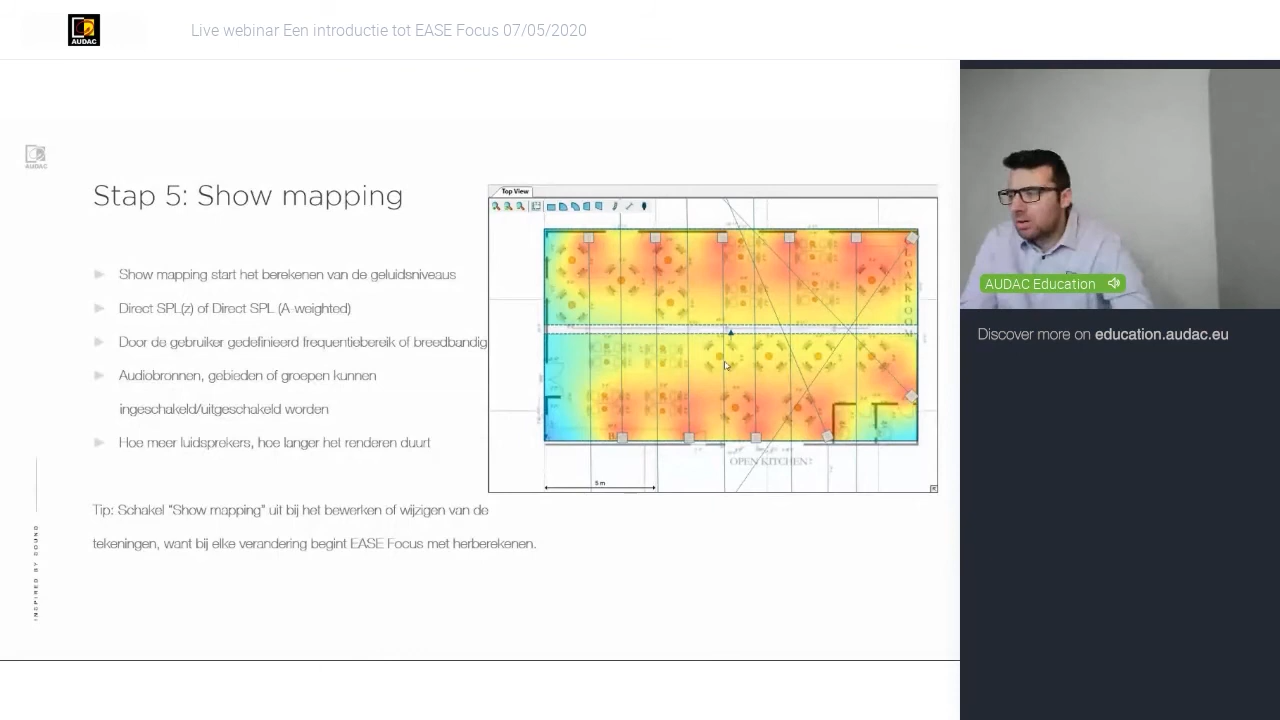 AUDAC
Live webinar Een introductie tot EASE Focus 07/05/2020
AUDAC
Stap 5: Show mapping
Show mapping start het berekenen van de geluidsniveaus
Direct SPL(z) of Direct SPL (A-weighted)
Door de gebruiker gedefinieerd frequentiebereik of breedbandig
Audiobronnen, gebieden of groepen kunnen
ingeschakeld/uitgeschakeld worden
Hoe meer luidsprekers, hoe langer het renderen duurt
Tip: Schakel "Show mapping" uit bij het bewerken of wijzigen van de
tekeningen, want bij elke verandering begint EASE Focus met herberekenen.
INSPIRED BY SOUND
Top View
LOAKROOM
OPEN KITCHEN?
5 m
AUDAC Education
Discover more on education.audac.eu